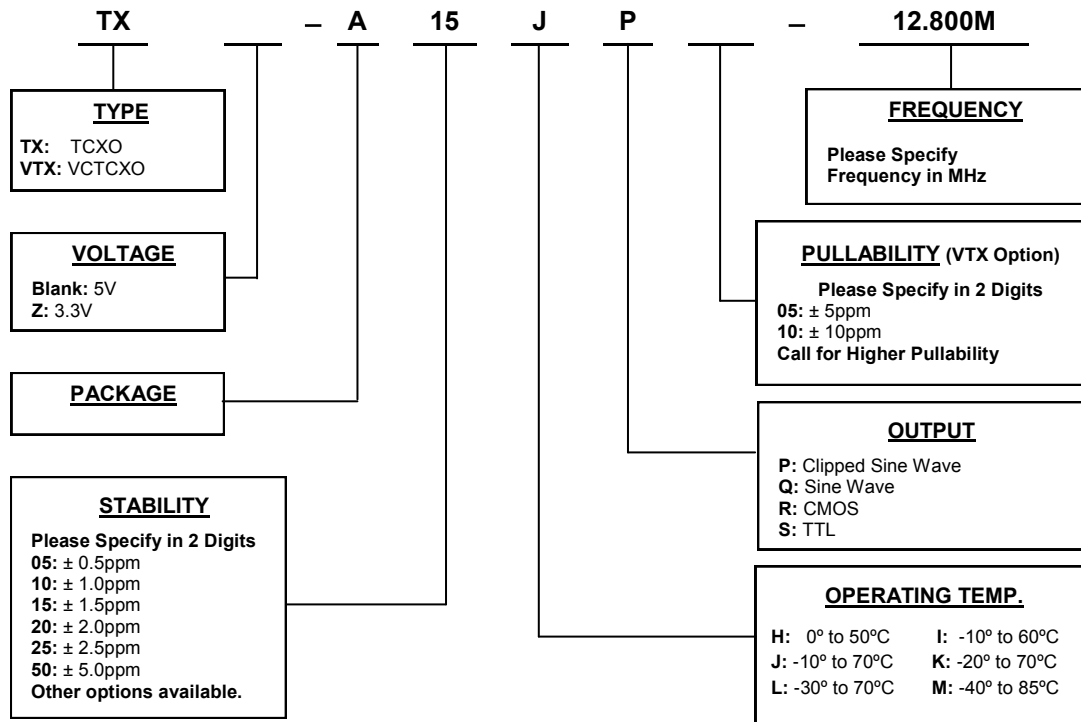 TX – A 15 J P – 12.800M
TYPE
TX: TCXO
VTX: VCTCXO
VOLTAGE
Blank: 5V
Z: 3.3V
PACKAGE
STABILITY
Please Specify in 2 Digits
05: ± 0.5ppm
10: ± 1.0ppm
15: ± 1.5ppm
20: ± 2.0ppm
25: ± 2.5ppm
50: ± 5.0ppm
Other options available.
FREQUENCY
Please Specify
Frequency in MHz
PULLABILITY (VTX Option)
Please Specify in 2 Digits
05: ± 5ppm
10: ± 10ppm
Call for Higher Pullability
OUTPUT
P: Clipped Sine Wave
Q: Sine Wave
R: CMOS
S: TTL
OPERATING TEMP.
H: 0º to 50ºC I: -10º to 60ºC
J: -10º to 70ºC K: -20º to 70ºC
L: -30º to 70ºC M: -40º to 85ºC